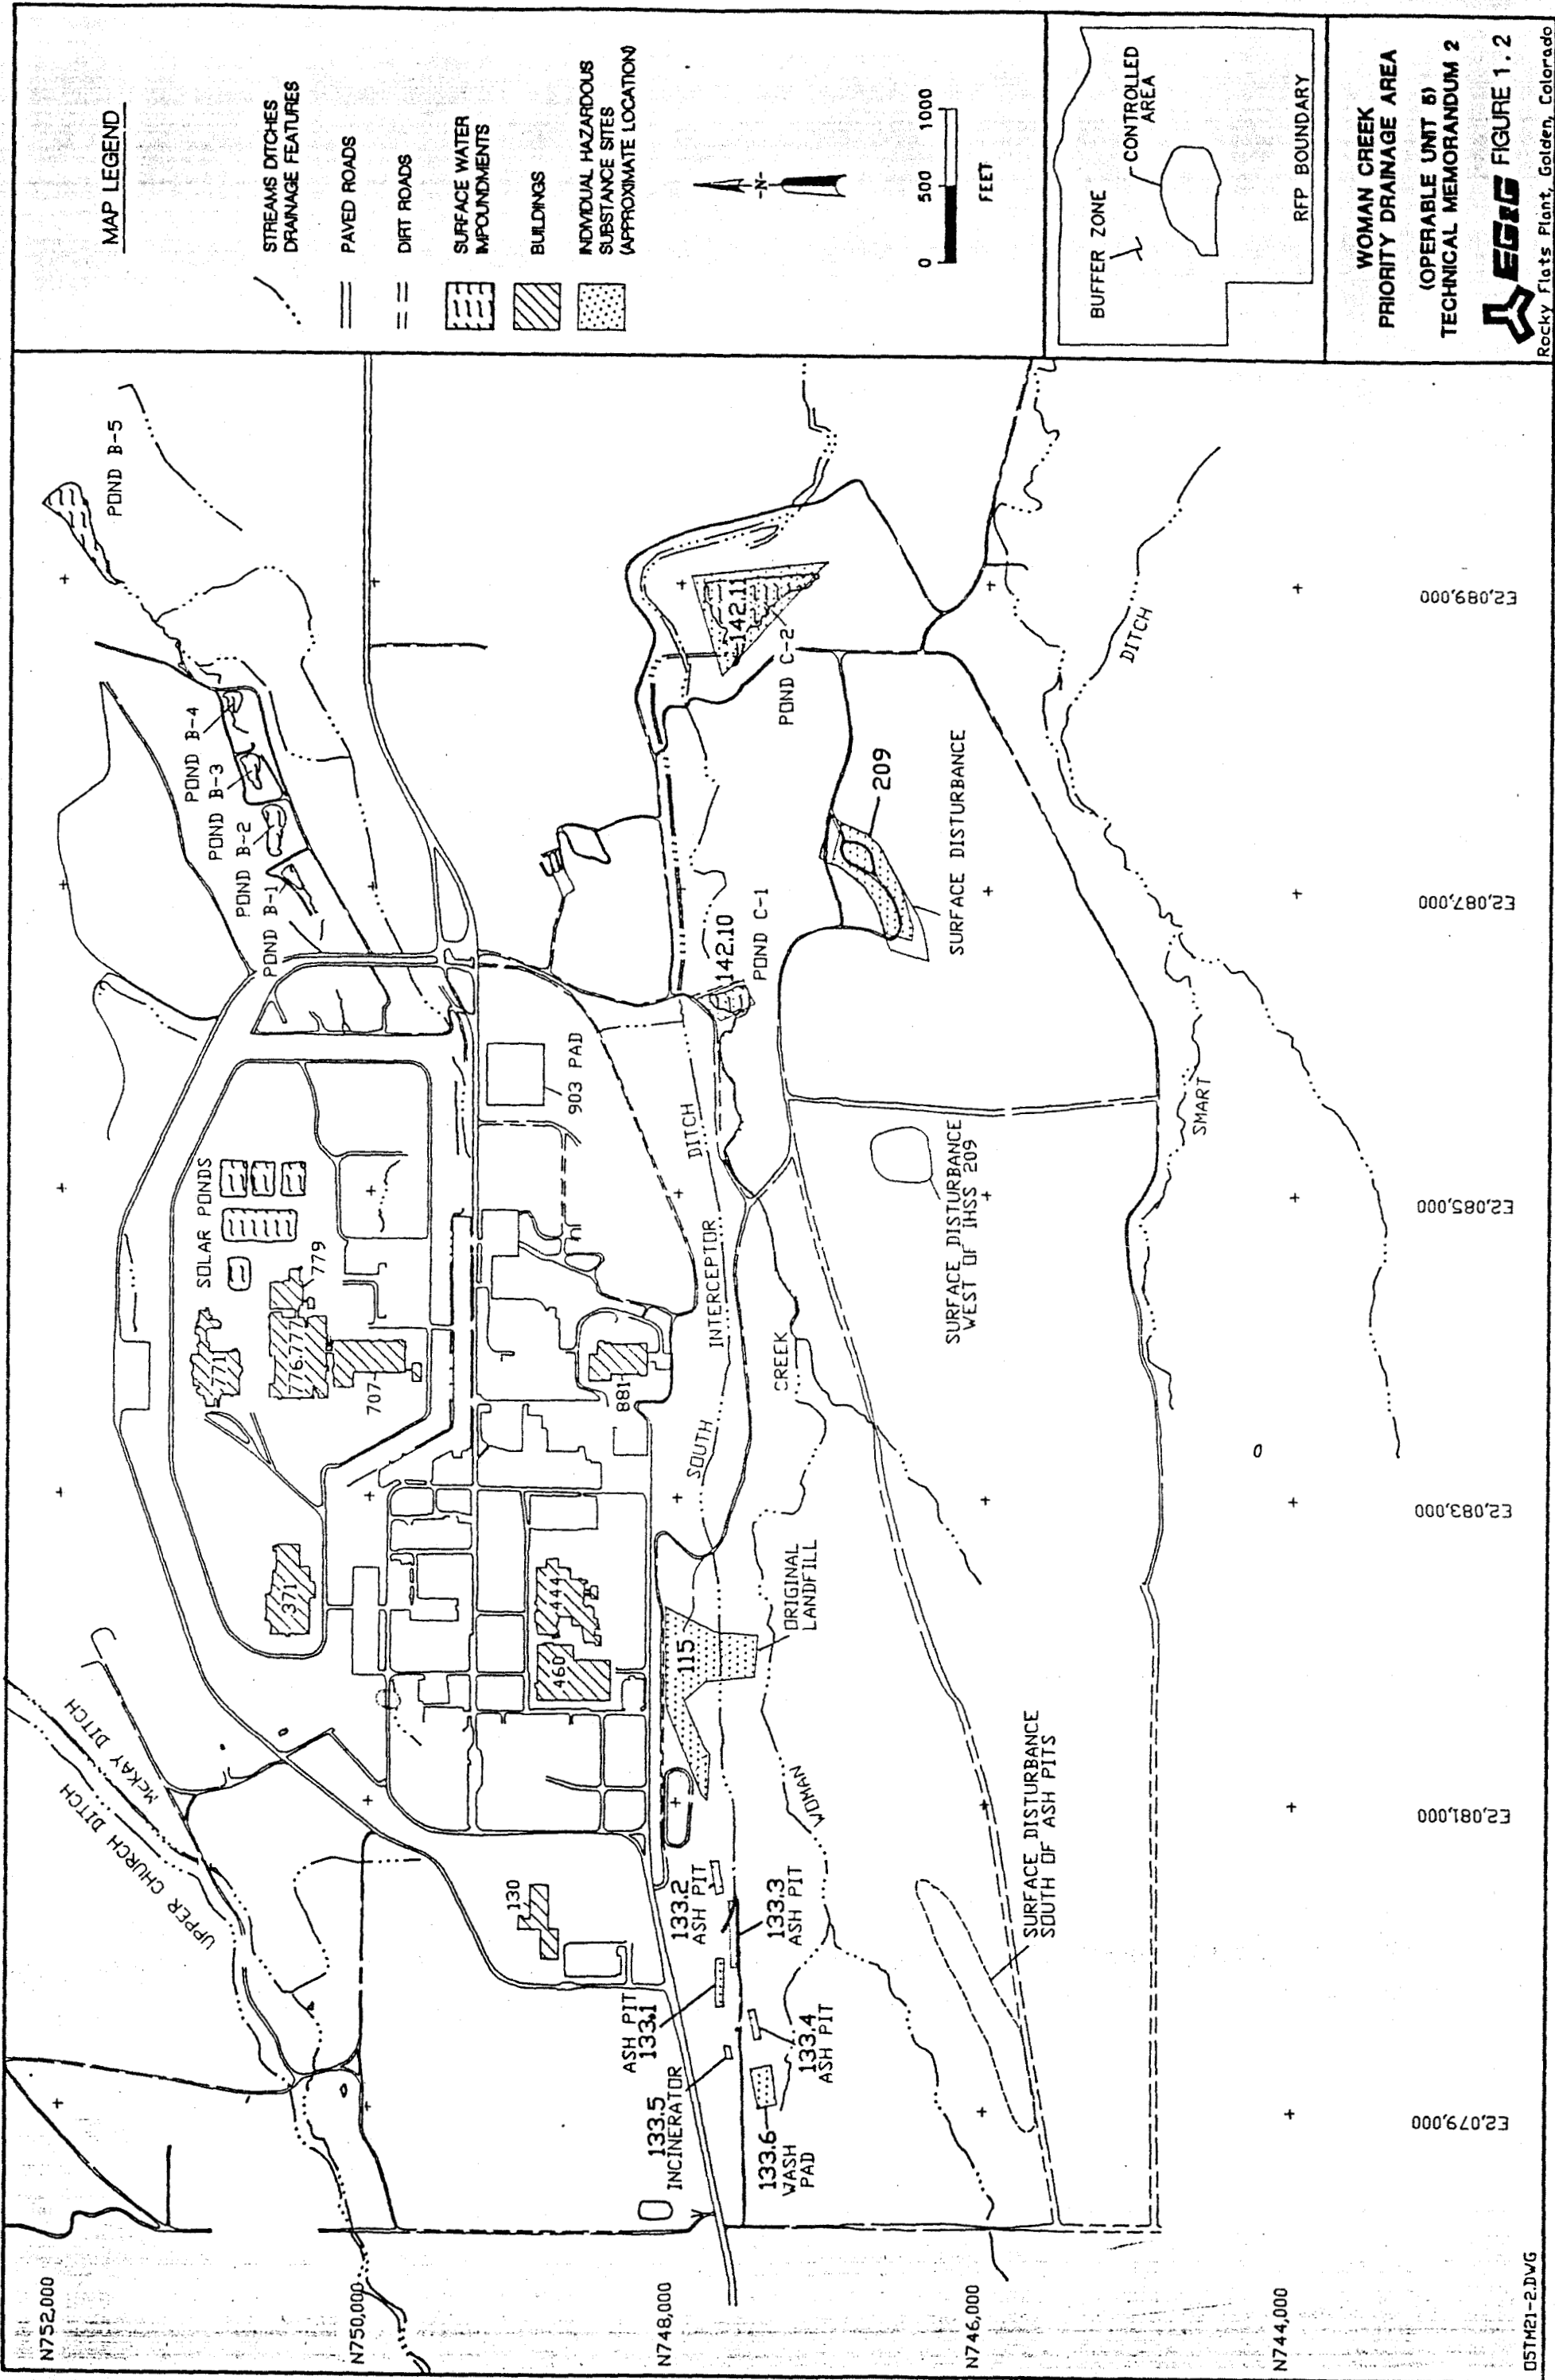 MAP LEGEND
STREAMS DITCHES
DRAINAGE FEATURES
PAVED ROADS
DIRT ROADS
SURFACE WATER
IMPOUNDMENTS
BUILDINGS
INDIVIDUAL HAZARDOUS
SUBSTANCE SITES
(APPROXIMATE LOCATION)
-N-
0 500 1000
FEET
BUFFER ZONE
CONTROLLED
AREA
RFP BOUNDARY
WOMAN CREEK
PRIORITY DRAINAGE AREA
(OPERABLE UNIT 5)
TECHNICAL MEMORANDUM 2
EG&G FIGURE 1.2
Rocky Flats Plant, Golden, Colorado
N752,000
N750,000
N748,000
N746,000
N744,000
E2,079,000
E2,081,000
E2,083,000
E2,085,000
E2,087,000
E2,089,000
UPPER CHURCH DITCH
McKAY DITCH
POND B-5
POND B-4
POND B-3
POND B-2
POND B-1
SOLAR PONDS
771
776.777
779
707
371
444
460
881
130
903 PAD
142.11
POND C-2
142.10
POND C-1
209
SURFACE DISTURBANCE
SURFACE DISTURBANCE
WEST OF IHSS 209
SOUTH
INTERCEPTOR
DITCH
WOMAN
CREEK
115
ORIGINAL
LANDFILL
133.2
ASH PIT
133.3
ASH PIT
ASH PIT
133.1
133.4
ASH PIT
133.5
INCINERATOR
133.6
WASH
PAD
SURFACE DISTURBANCE
SOUTH OF ASH PITS
SMART
DITCH
05TM21-2.DWG